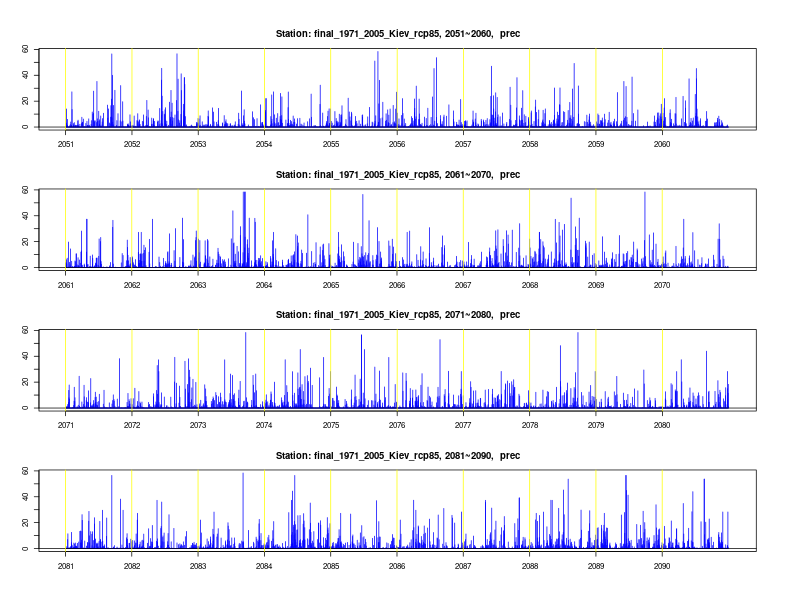 Station: final_1971_2005_Kiev_rcp85, 2051~2060, prec
60
40
20
0
2051 2052 2053 2054 2055 2056 2057 2058 2059 2060
Station: final_1971_2005_Kiev_rcp85, 2061~2070, prec
60
40
20
0
2061 2062 2063 2064 2065 2066 2067 2068 2069 2070
Station: final_1971_2005_Kiev_rcp85, 2071~2080, prec
60
40
20
0
2071 2072 2073 2074 2075 2076 2077 2078 2079 2080
Station: final_1971_2005_Kiev_rcp85, 2081~2090, prec
60
40
20
0
2081 2082 2083 2084 2085 2086 2087 2088 2089 2090